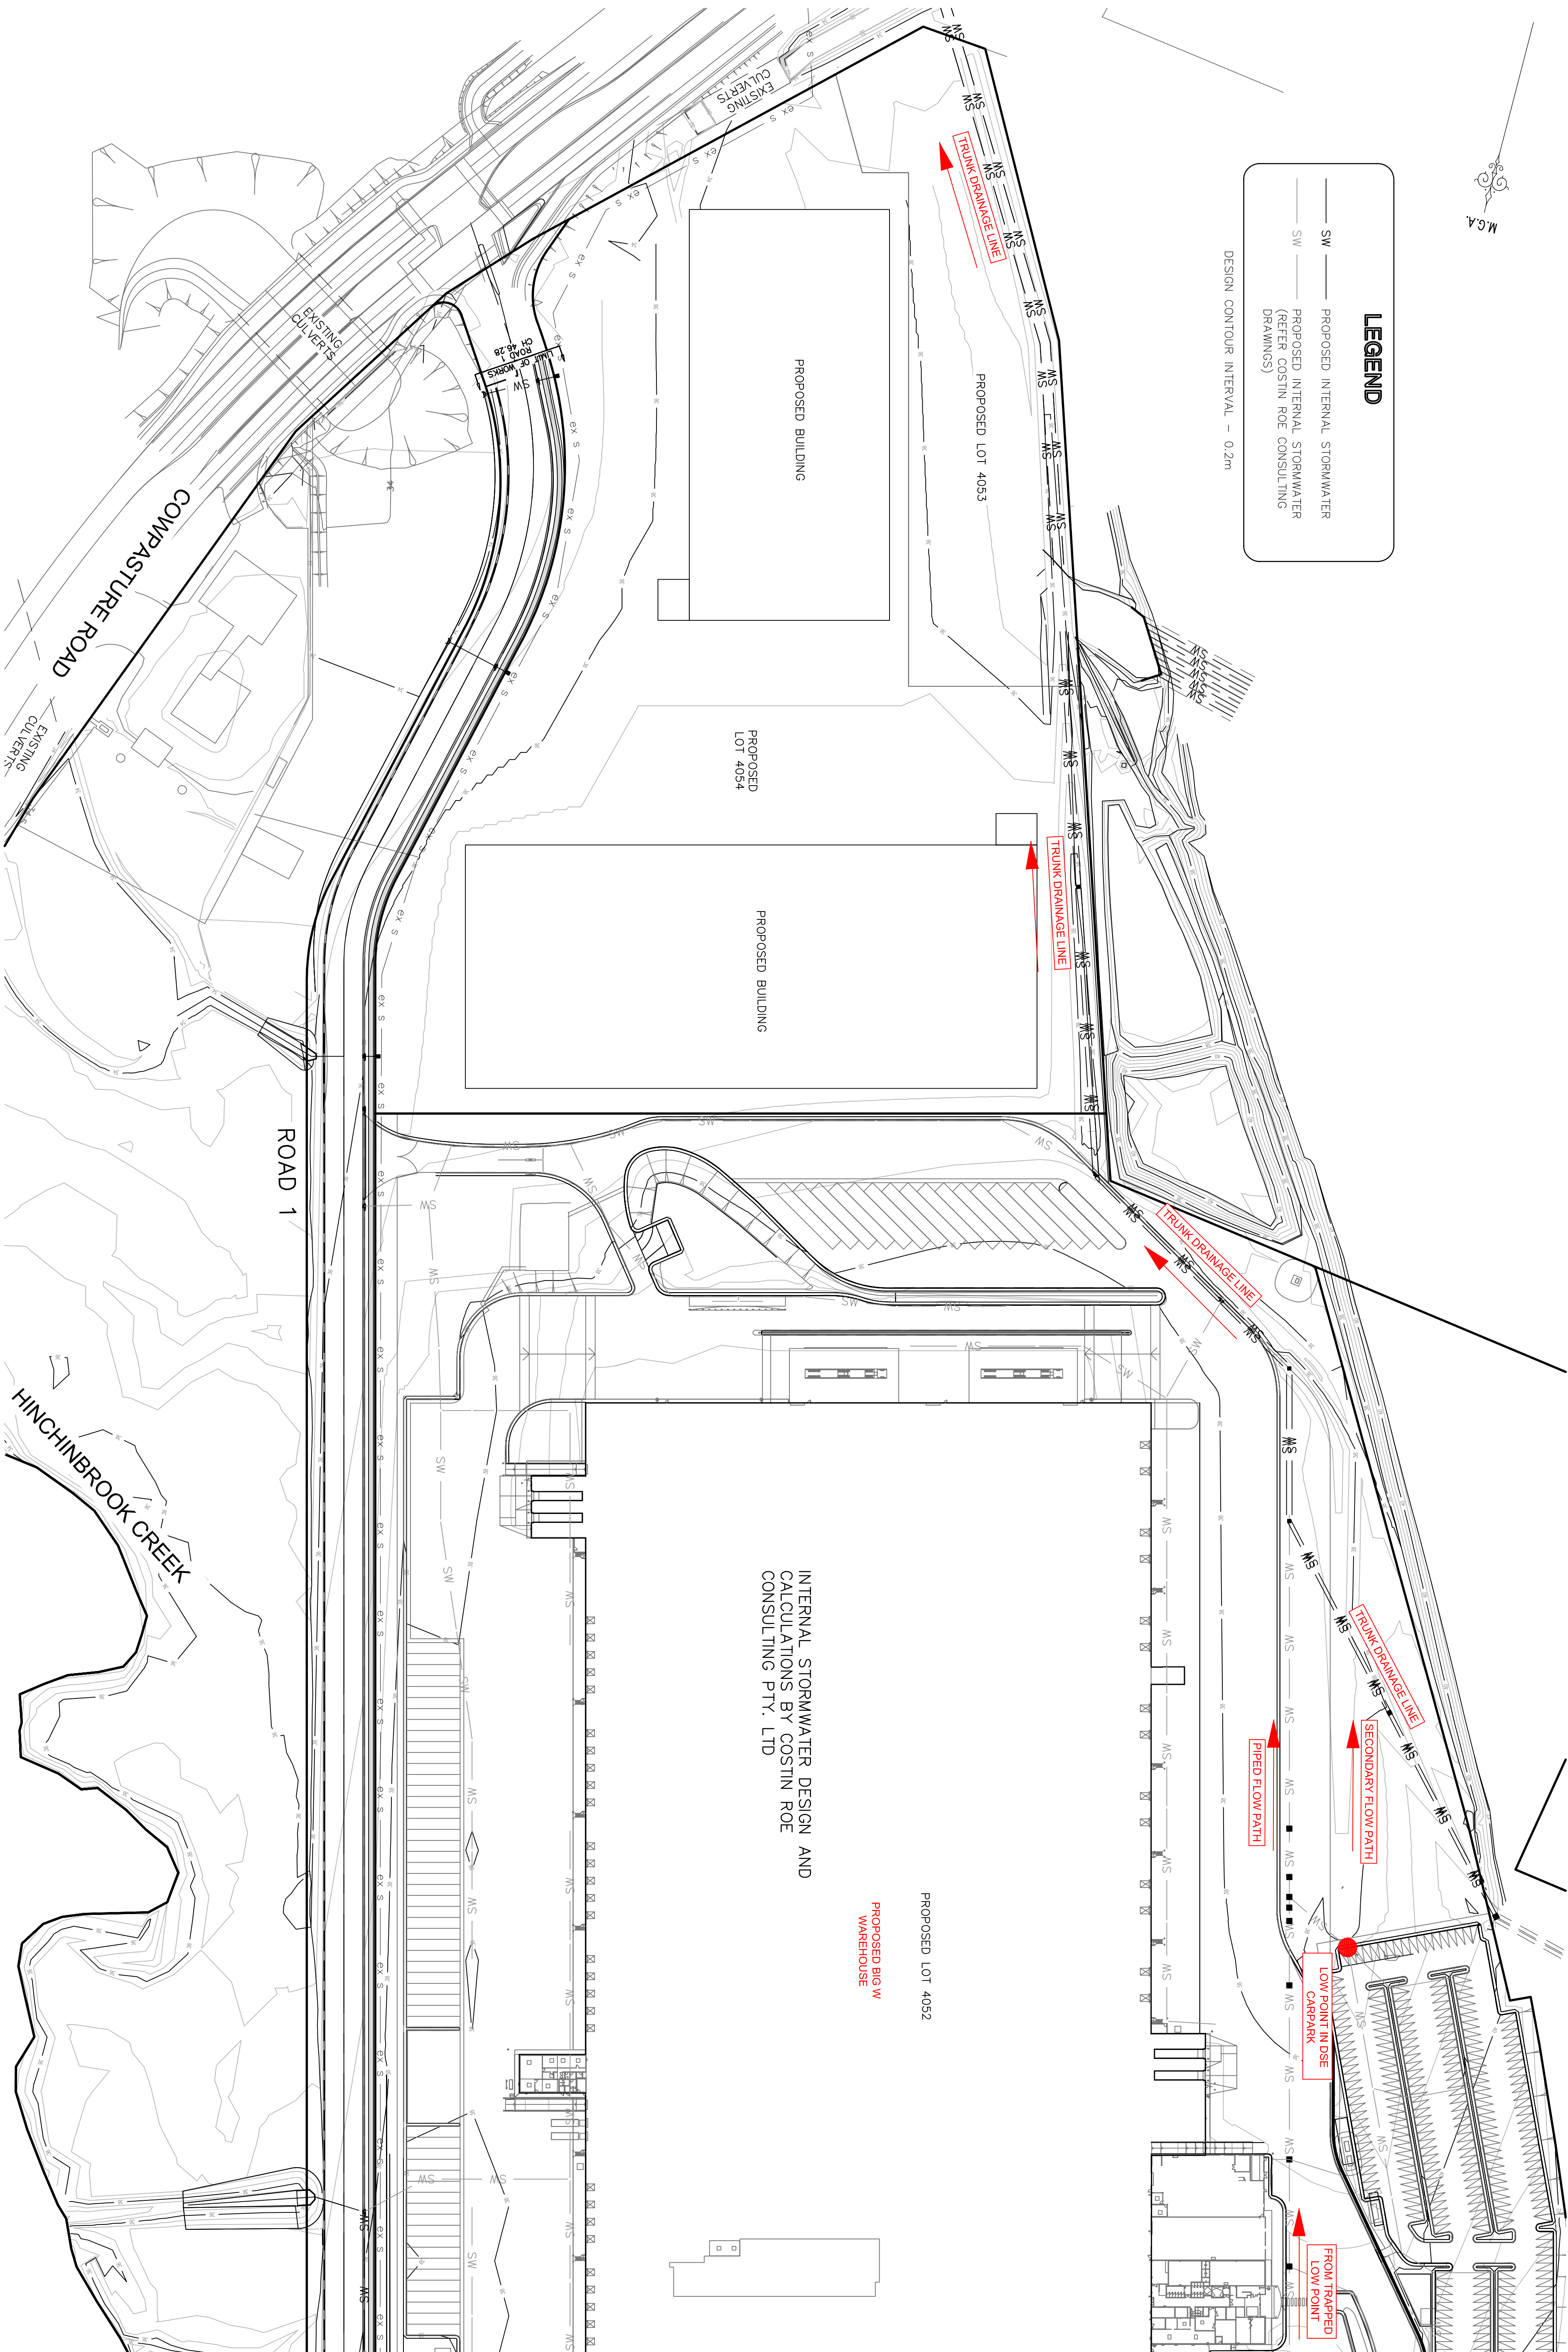 M.G.A.
LEGEND
SW PROPOSED INTERNAL STORMWATER
SW PROPOSED INTERNAL STORMWATER
(REFER COSTIN ROE CONSULTING
DRAWINGS)
DESIGN CONTOUR INTERVAL - 0.2m
EXISTING
CULVERTS
TRUNK DRAINAGE LINE
PROPOSED LOT 4053
PROPOSED BUILDING
EXISTING
CULVERTS
LIMIT OF WORKS
ROAD 1
CH 46.28
COWPASTURE ROAD
EXISTING
CULVERTS
PROPOSED
LOT 4054
TRUNK DRAINAGE LINE
PROPOSED BUILDING
ROAD 1
TRUNK DRAINAGE LINE
HINCHINBROOK CREEK
INTERNAL STORMWATER DESIGN AND
CALCULATIONS BY COSTIN ROE
CONSULTING PTY. LTD
TRUNK DRAINAGE LINE
SECONDARY FLOW PATH
PIPED FLOW PATH
PROPOSED LOT 4052
PROPOSED BIG W
WAREHOUSE
LOW POINT IN DSE
CARPARK
FROM TRAPPED
LOW POINT
SW
ex s